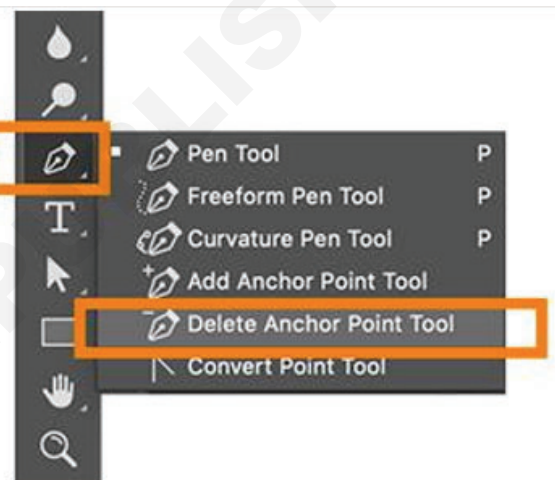 Pen Tool P
Freeform Pen Tool P
Curvature Pen Tool P
Add Anchor Point Tool
Delete Anchor Point Tool
Convert Point Tool
T